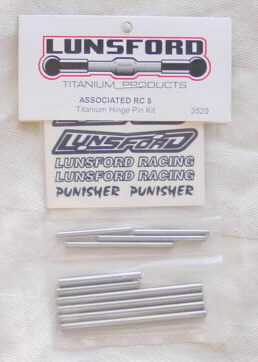 LUNSFORD
TITANIUM PRODUCTS
ASSOCIATED RC 8
Titanium Hinge Pin Kit
3520
LUNSFORD
LUNSFORD RACING
LUNSFORD RACING
PUNISHER PUNISHER